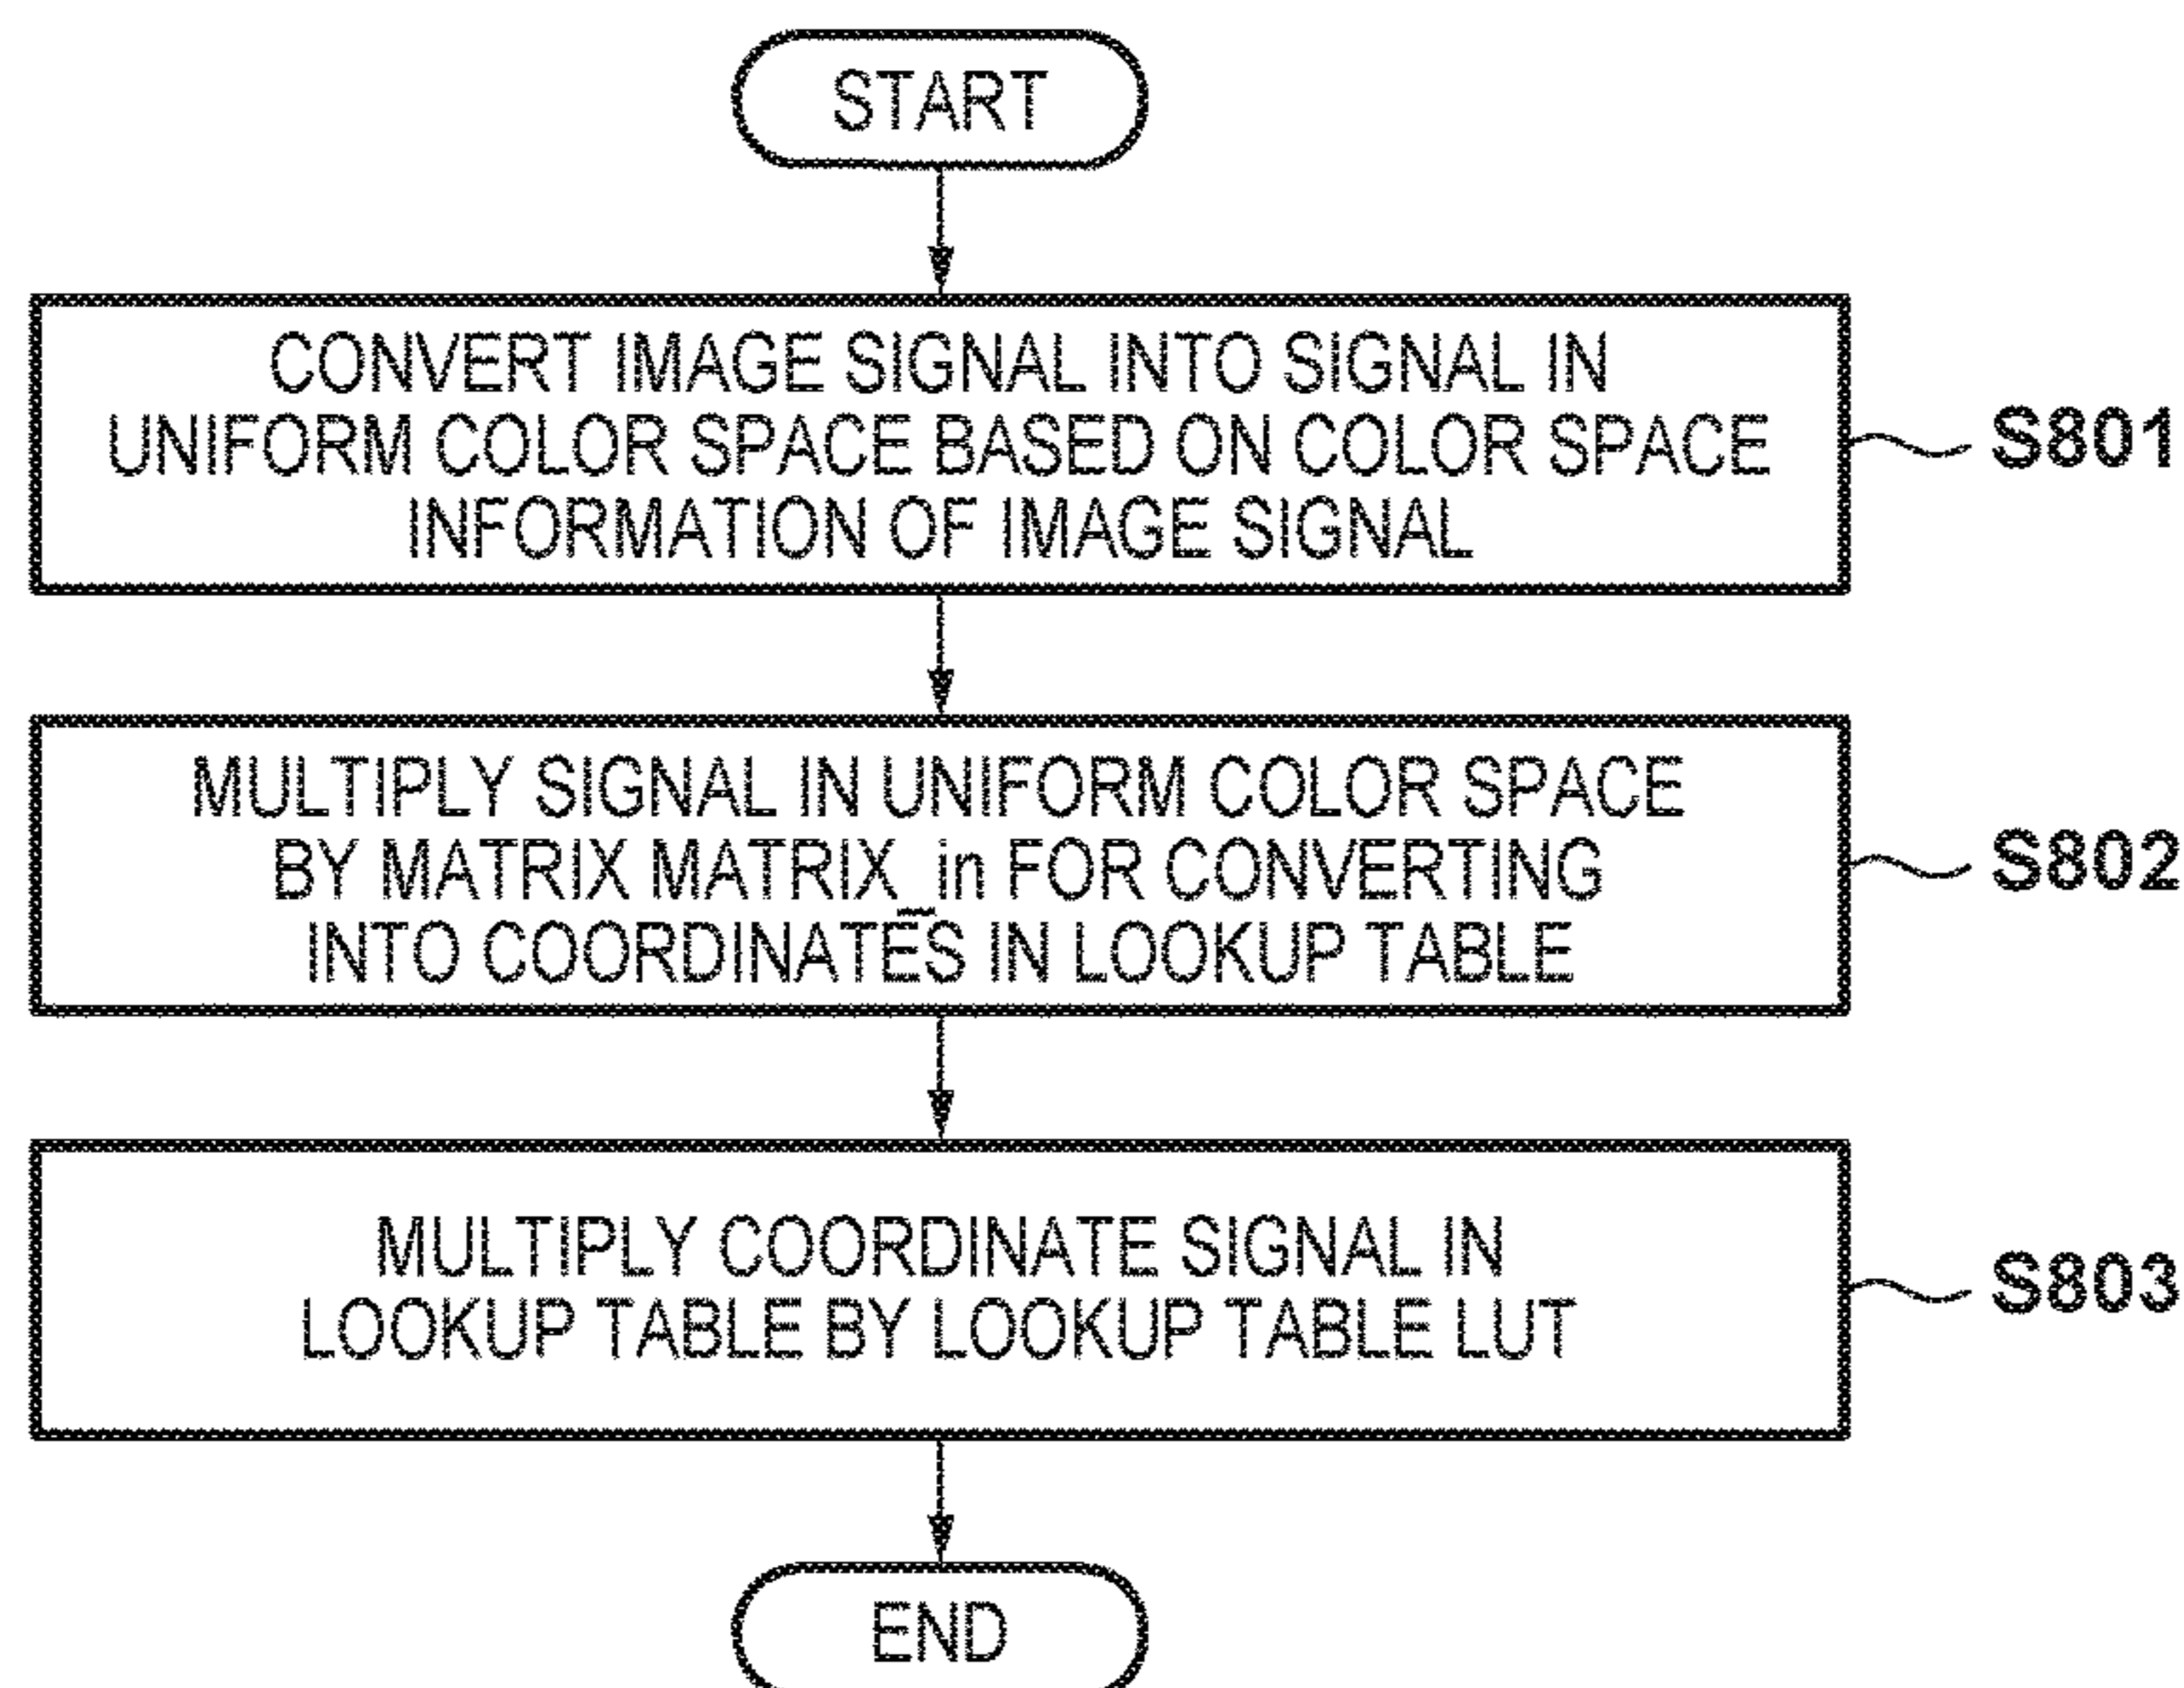 START
CONVERT IMAGE SIGNAL INTO SIGNAL IN
UNIFORM COLOR SPACE BASED ON COLOR SPACE
INFORMATION OF IMAGE SIGNAL
S801
MULTIPLY SIGNAL IN UNIFORM COLOR SPACE
BY MATRIX MATRIX_in FOR CONVERTING
INTO COORDINATES IN LOOKUP TABLE
S802
MULTIPLY COORDINATE SIGNAL IN
LOOKUP TABLE BY LOOKUP TABLE LUT
S803
END